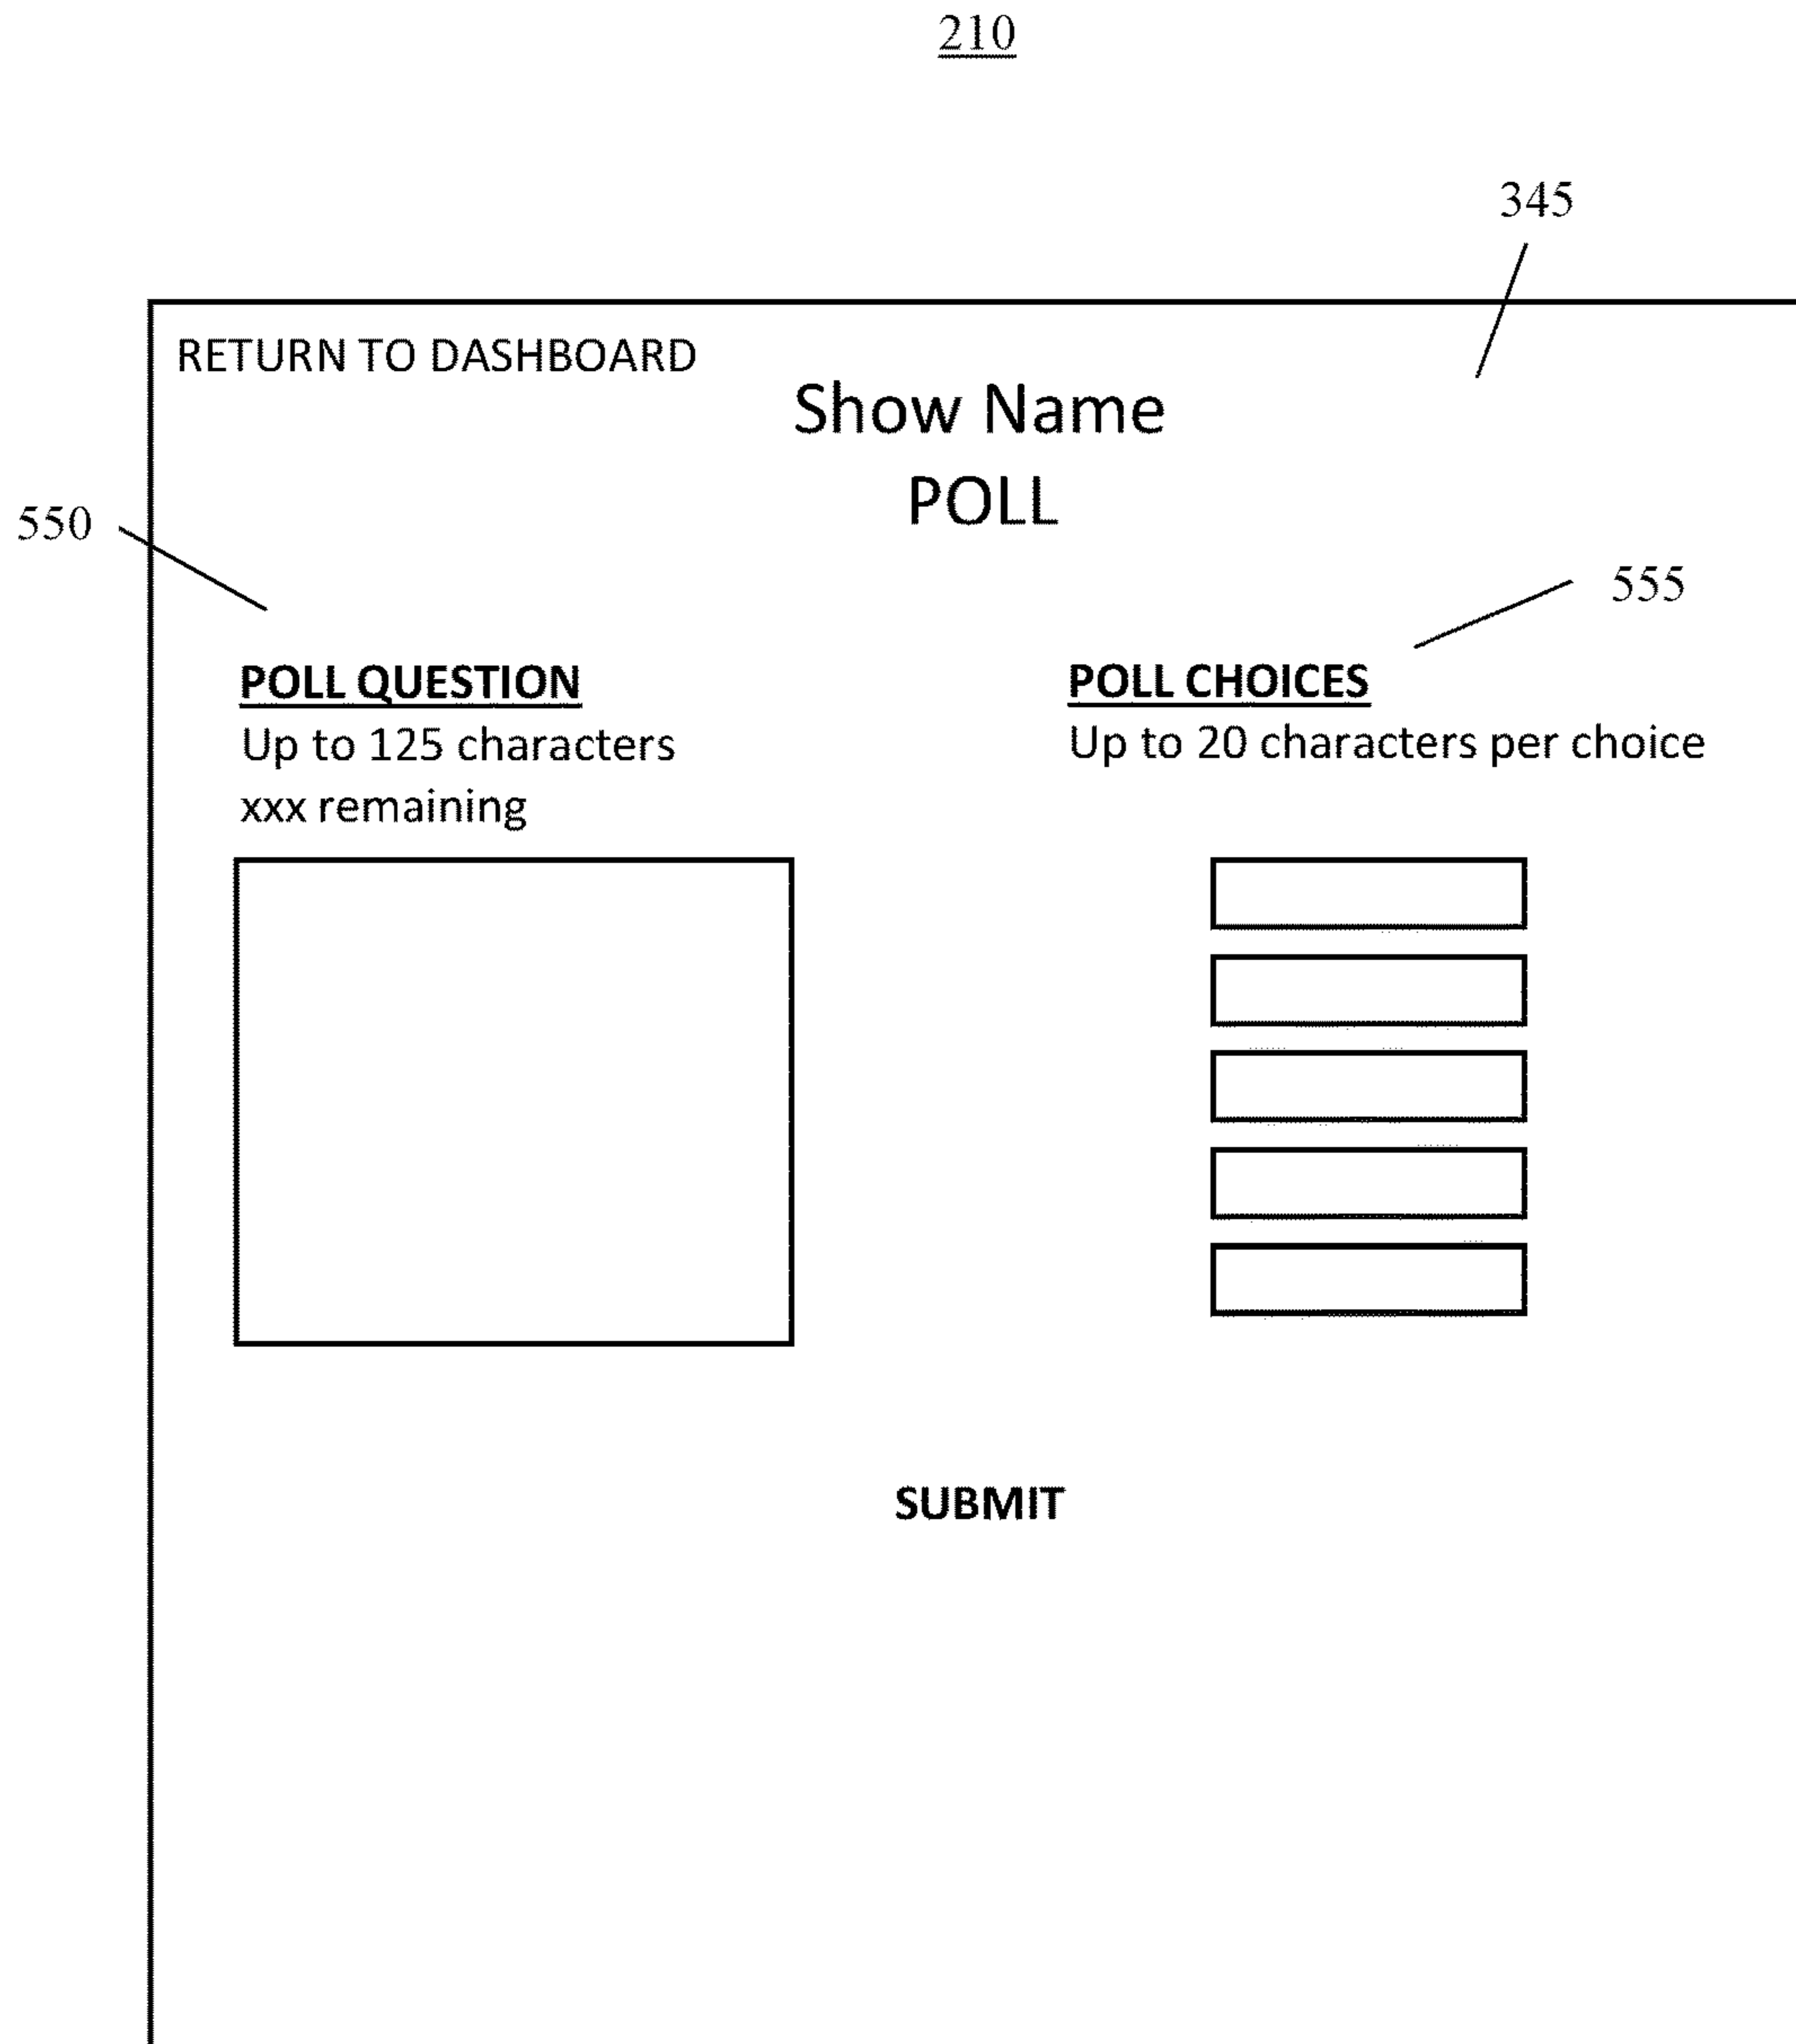 210
345
RETURN TO DASHBOARD
Show Name
POLL
550
555
POLL QUESTION
Up to 125 characters
xxx remaining
POLL CHOICES
Up to 20 characters per choice
SUBMIT